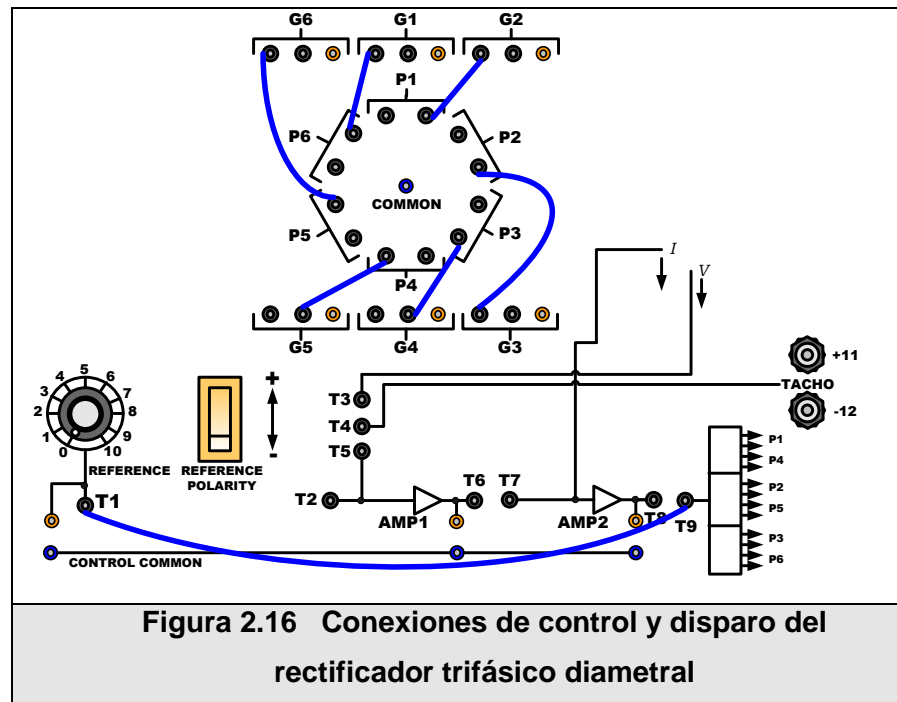 G6 G1 G2
P1
P6 P2
COMMON
P5 P3
P4
G5 G4 G3
I
V
+11
TACHO
-12
0 1 2 3 4 5 6 7 8 9 10
REFERENCE
+
-
REFERENCE
POLARITY
T3
T4
T5
T1
T2
AMP1
T6
T7
AMP2
T8
T9
P1
P4
P2
P5
P3
P6
CONTROL COMMON
Figura 2.16 Conexiones de control y disparo del
rectificador trifásico diametral